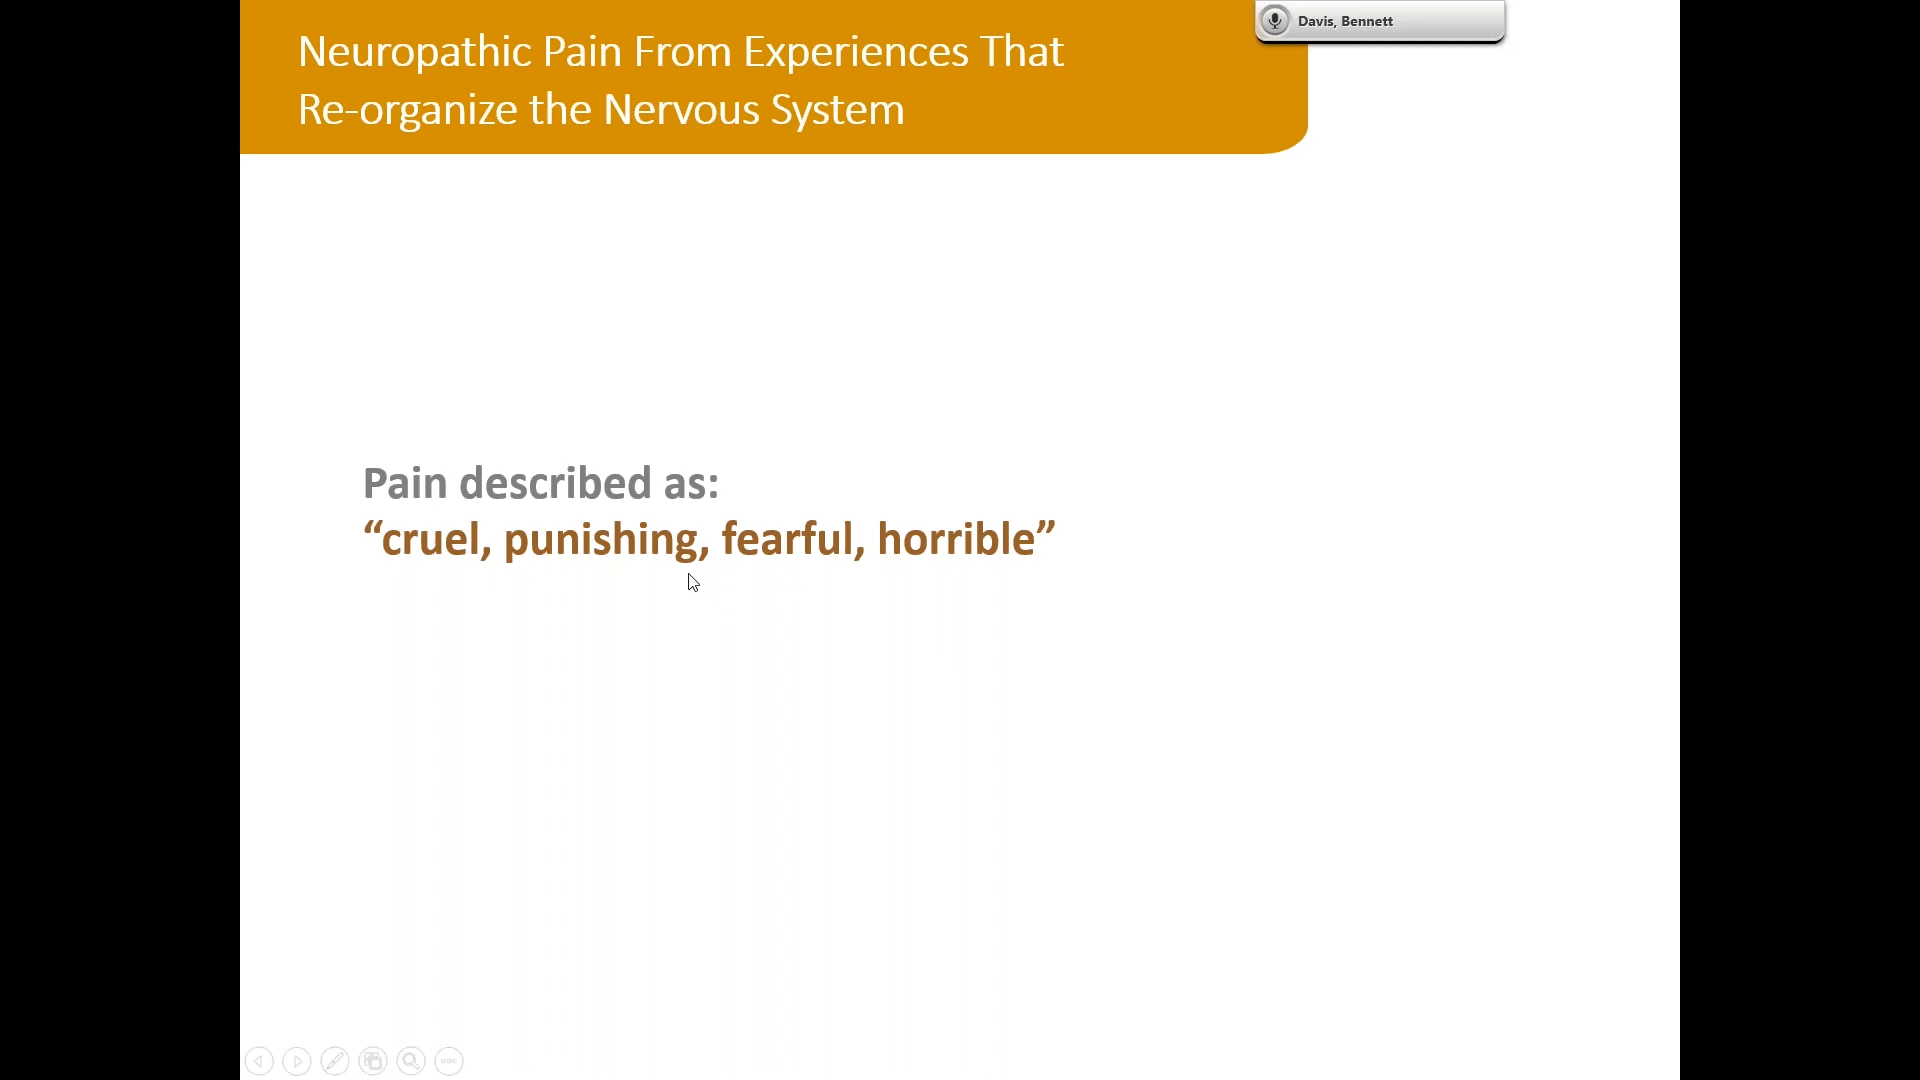 Neuropathic Pain From Experiences That
Re-organize the Nervous System
Davis, Bennett
Pain described as:
“cruel, punishing, fearful, horrible”